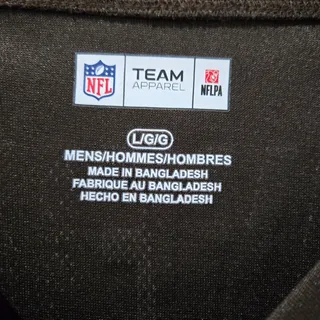 NFL
TEAM
APPAREL
NFLPA
L/G/G
MENS/HOMMES/HOMBRES
MADE IN BANGLADESH
FABRIQUE AU BANGLADESH
HECHO EN BANGLADESH